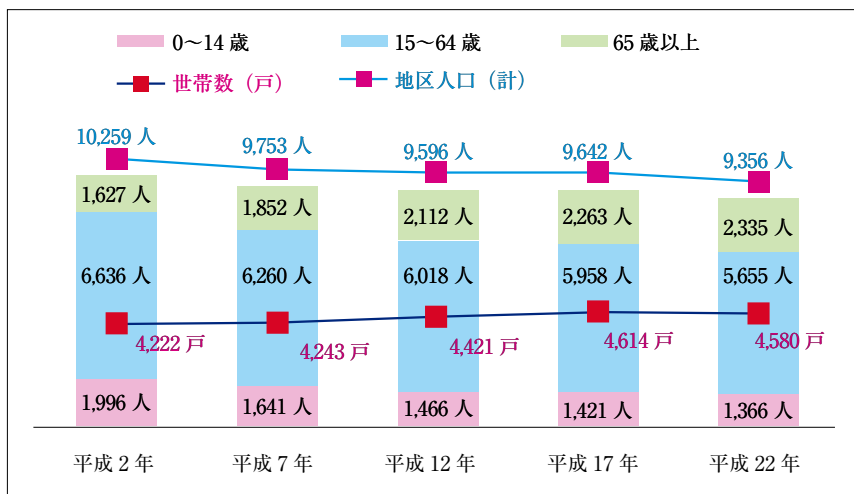 0〜14 歳 15〜64 歳 65 歳以上
世帯数（戸） 地区人口（計）
10,259 人 9,753 人 9,596 人 9,642 人 9,356 人
1,627 人 1,852 人 2,112 人 2,263 人 2,335 人
6,636 人 6,260 人 6,018 人 5,958 人 5,655 人
4,222 戸 4,243 戸 4,421 戸 4,614 戸 4,580 戸
1,996 人 1,641 人 1,466 人 1,421 人 1,366 人
平成 2 年 平成 7 年 平成 12 年 平成 17 年 平成 22 年